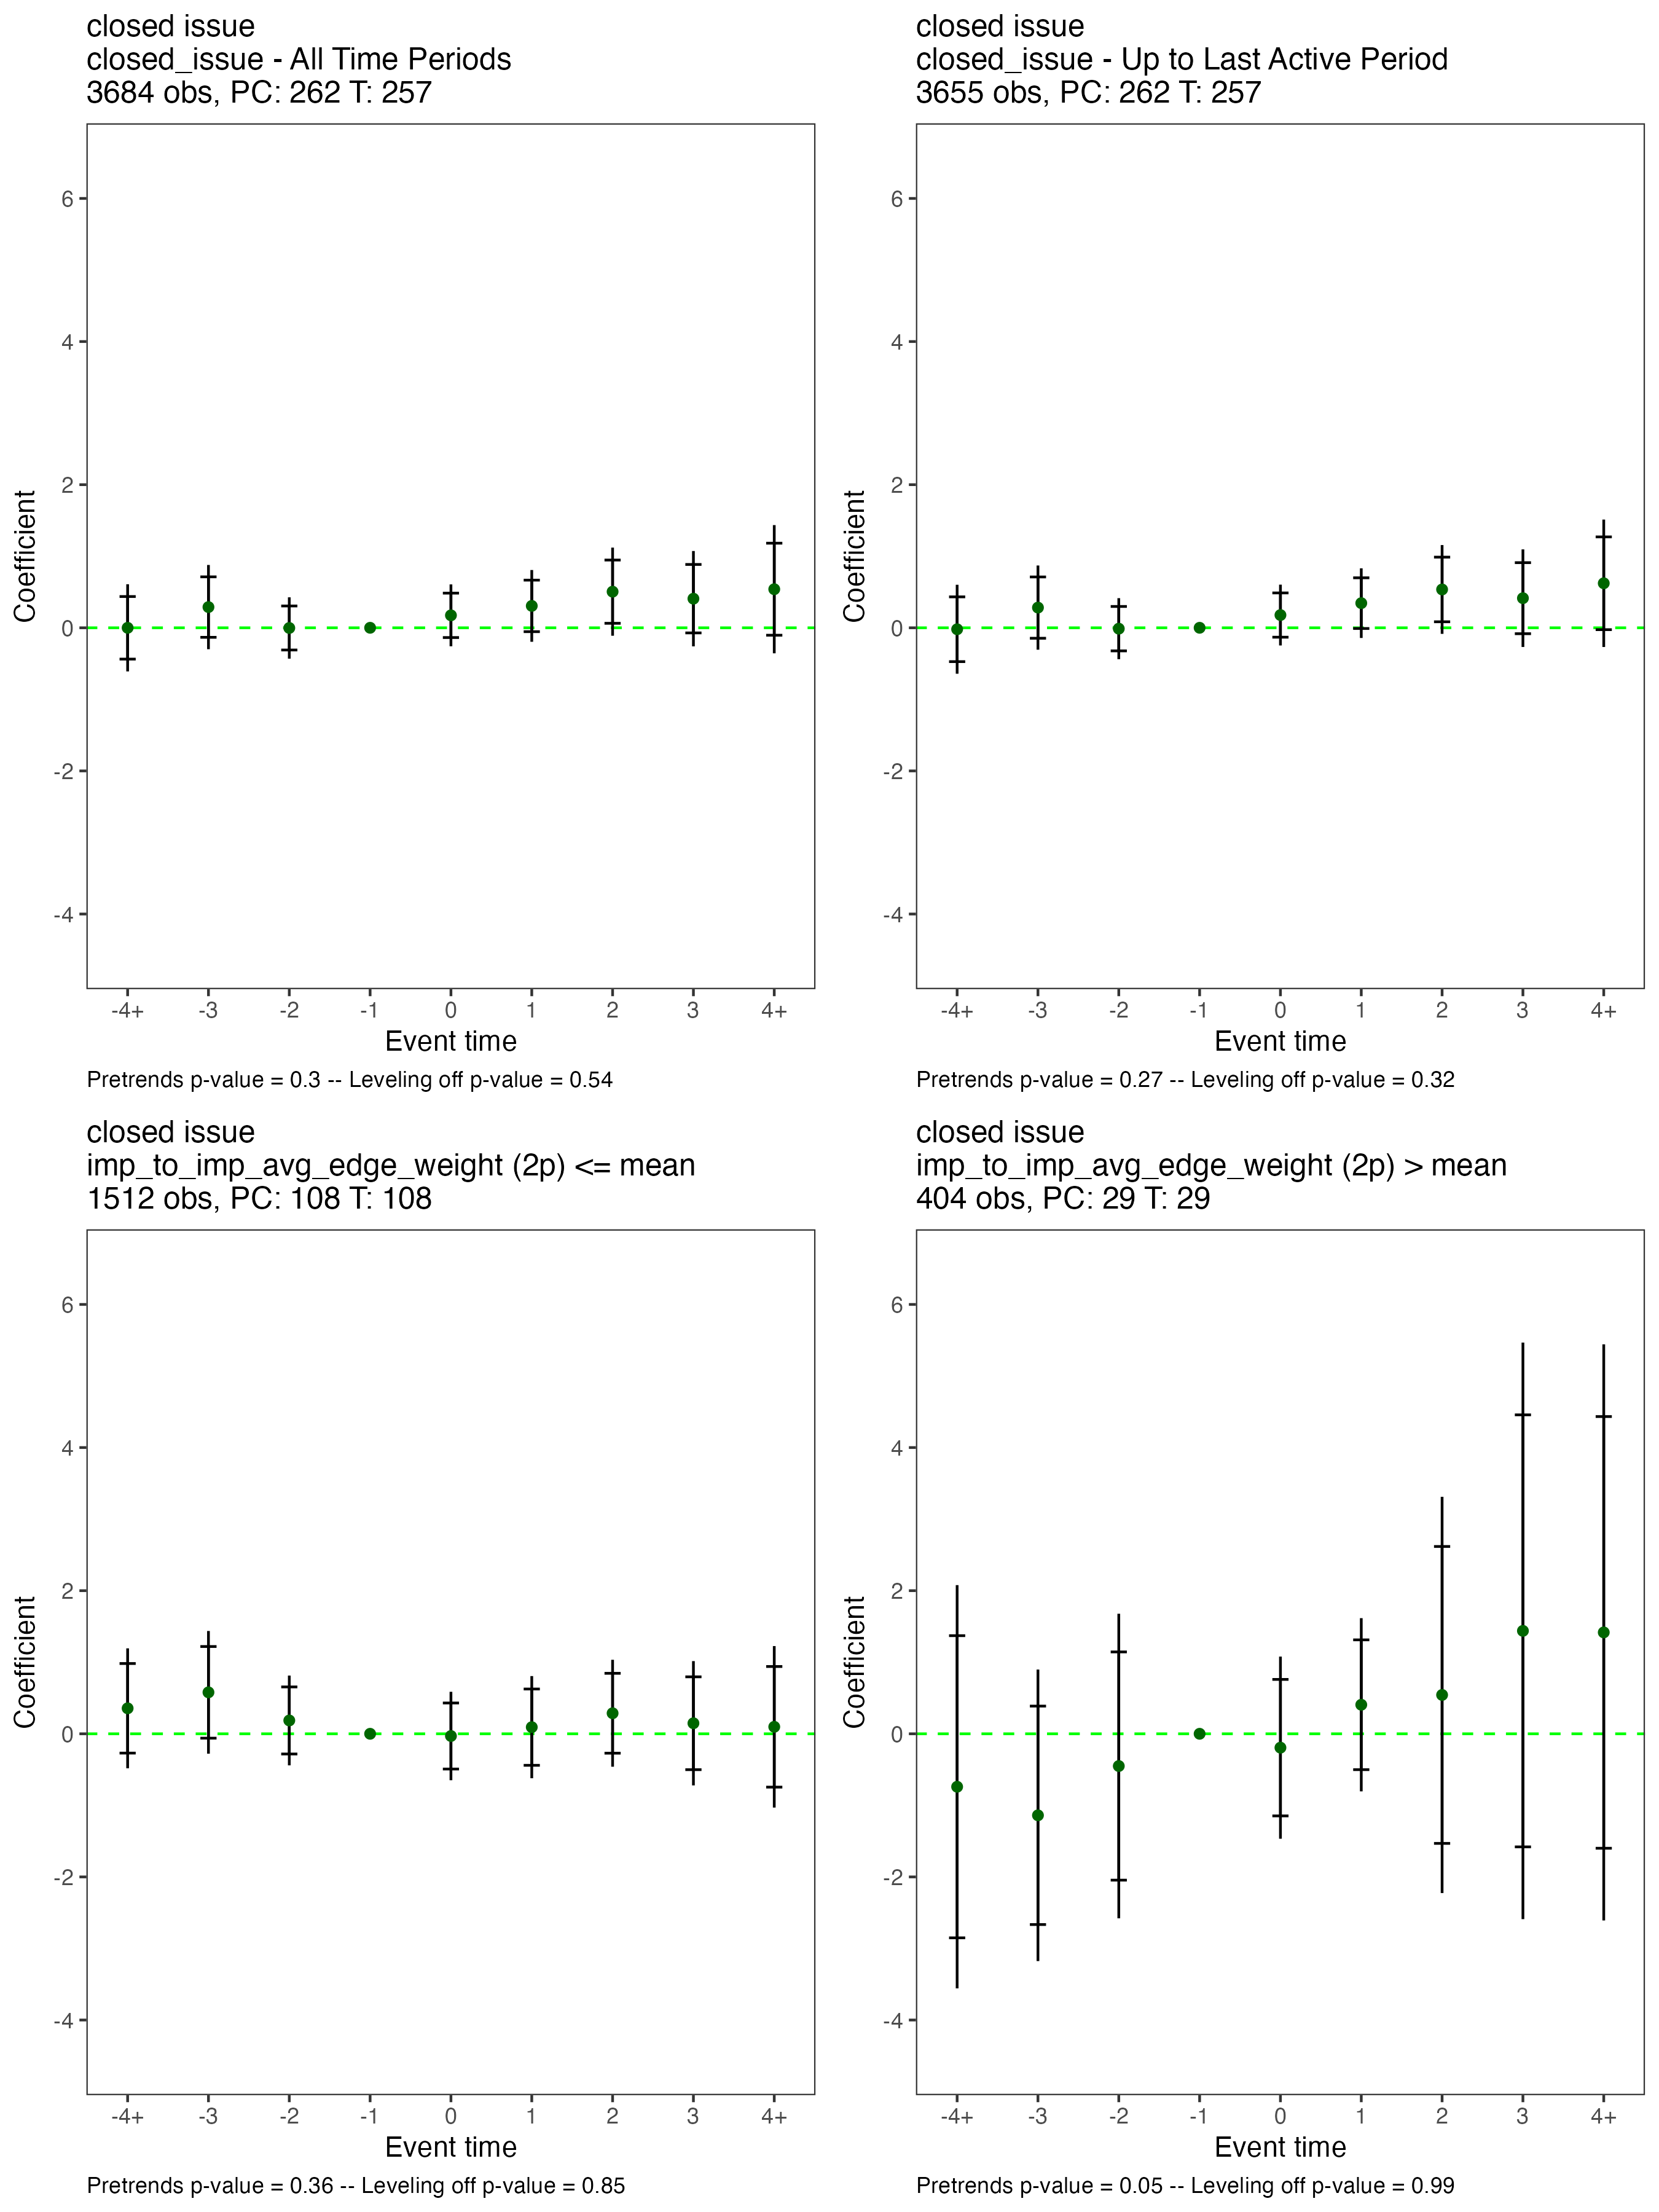 closed issue
closed_issue - All Time Periods
3684 obs, PC: 262 T: 257
Coefficient
6
4
2
0
-2
-4
-4+ -3 -2 -1 0 1 2 3 4+
Event time
Pretrends p-value = 0.3 -- Leveling off p-value = 0.54
closed issue
closed_issue - Up to Last Active Period
3655 obs, PC: 262 T: 257
Coefficient
6
4
2
0
-2
-4
-4+ -3 -2 -1 0 1 2 3 4+
Event time
Pretrends p-value = 0.27 -- Leveling off p-value = 0.32
closed issue
imp_to_imp_avg_edge_weight (2p) <= mean
1512 obs, PC: 108 T: 108
Coefficient
6
4
2
0
-2
-4
-4+ -3 -2 -1 0 1 2 3 4+
Event time
Pretrends p-value = 0.36 -- Leveling off p-value = 0.85
closed issue
imp_to_imp_avg_edge_weight (2p) > mean
404 obs, PC: 29 T: 29
Coefficient
6
4
2
0
-2
-4
-4+ -3 -2 -1 0 1 2 3 4+
Event time
Pretrends p-value = 0.05 -- Leveling off p-value = 0.99